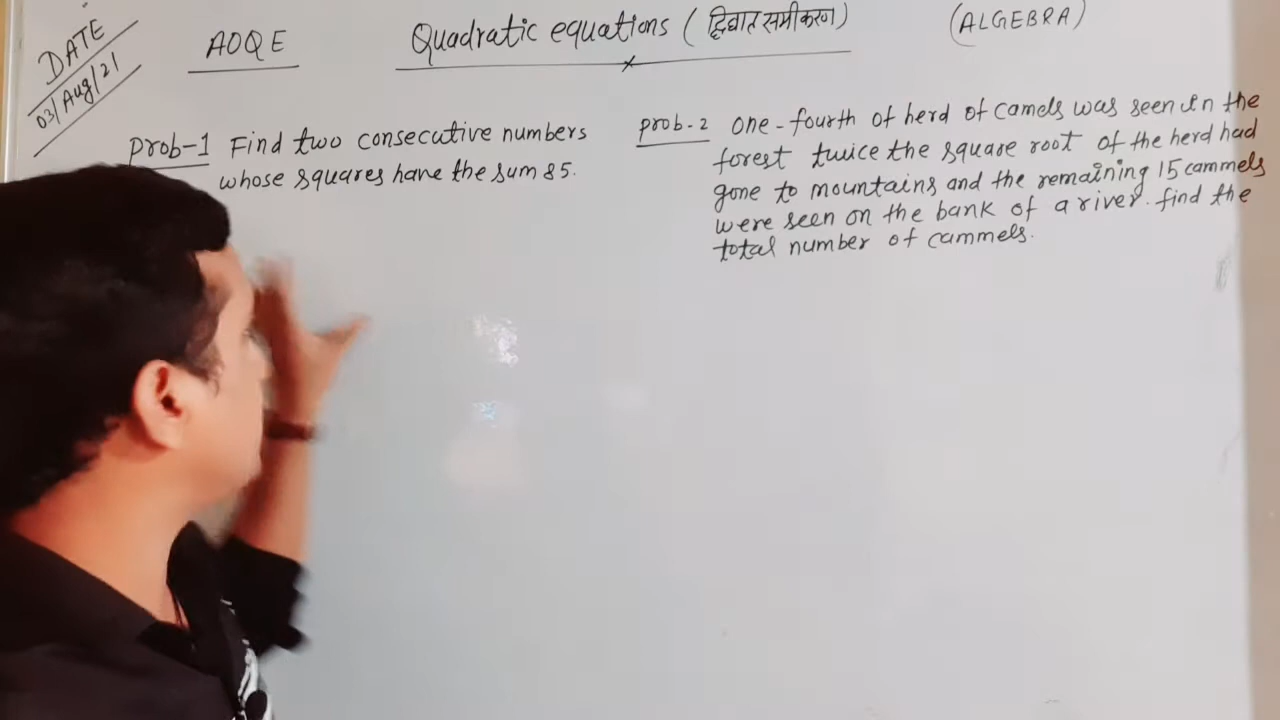 DATE
03/Aug/21
AOQE
Quadratic equations (द्विघात समीकरण)
(ALGEBRA)
Prob-1 Find two consecutive numbers
whose squares have the sum 85.
Prob-2 One-fourth of herd of camels was seen in the
forest twice the square root of the herd had
gone to mountains and the remaining 15 cammels
were seen on the bank of a river. find the
total number of cammels.